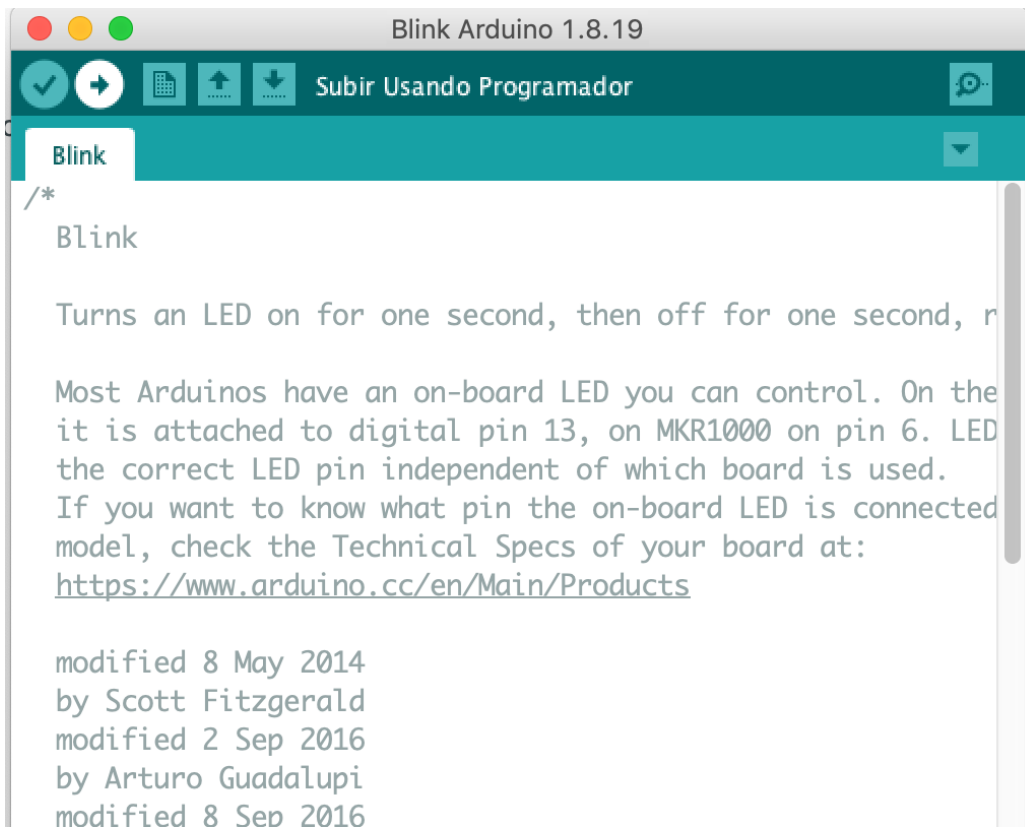 Blink Arduino 1.8.19
Subir Usando Programador
Blink
/*
Blink
Turns an LED on for one second, then off for one second, r
Most Arduinos have an on-board LED you can control. On the
it is attached to digital pin 13, on MKR1000 on pin 6. LED
the correct LED pin independent of which board is used.
If you want to know what pin the on-board LED is connected
model, check the Technical Specs of your board at:
https://www.arduino.cc/en/Main/Products
modified 8 May 2014
by Scott Fitzgerald
modified 2 Sep 2016
by Arturo Guadalupi
modified 8 Sep 2016